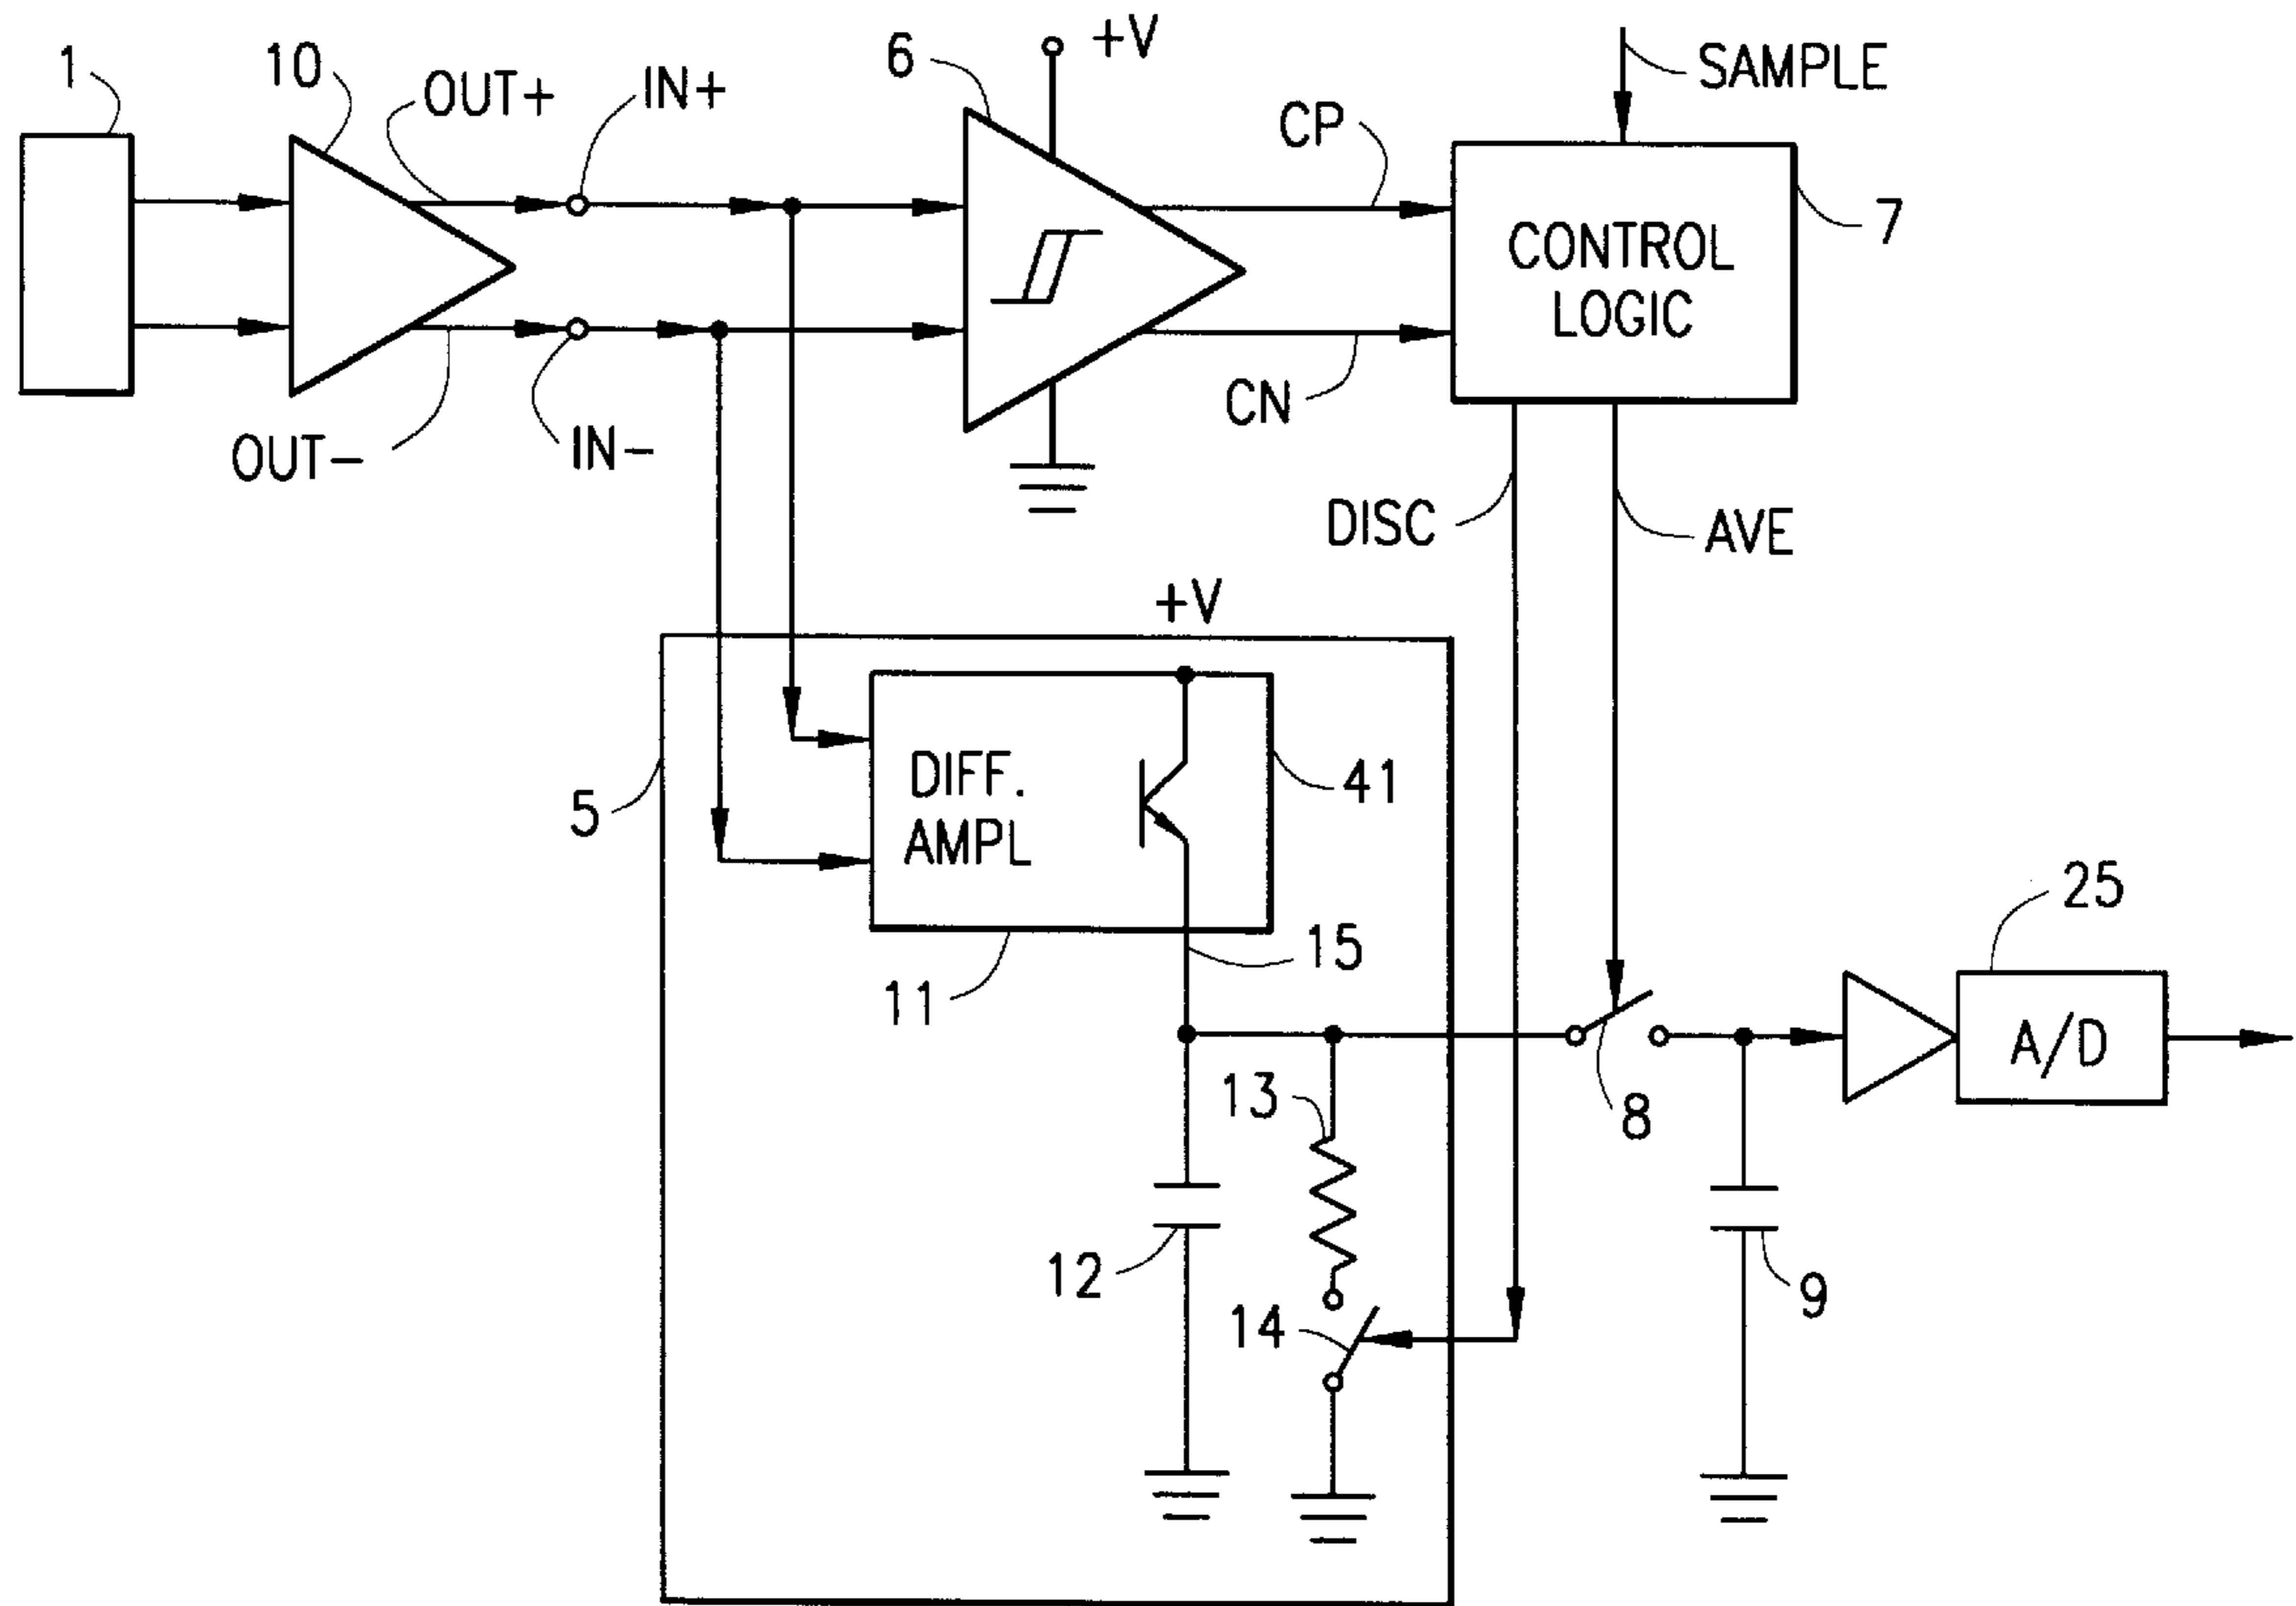 1
10
OUT+
IN+
6
+V
SAMPLE
CP
7
CONTROL
LOGIC
OUT−
IN−
CN
DISC
AVE
+V
5
DIFF.
AMPL
41
11
15
25
A/D
13
8
12
14
9